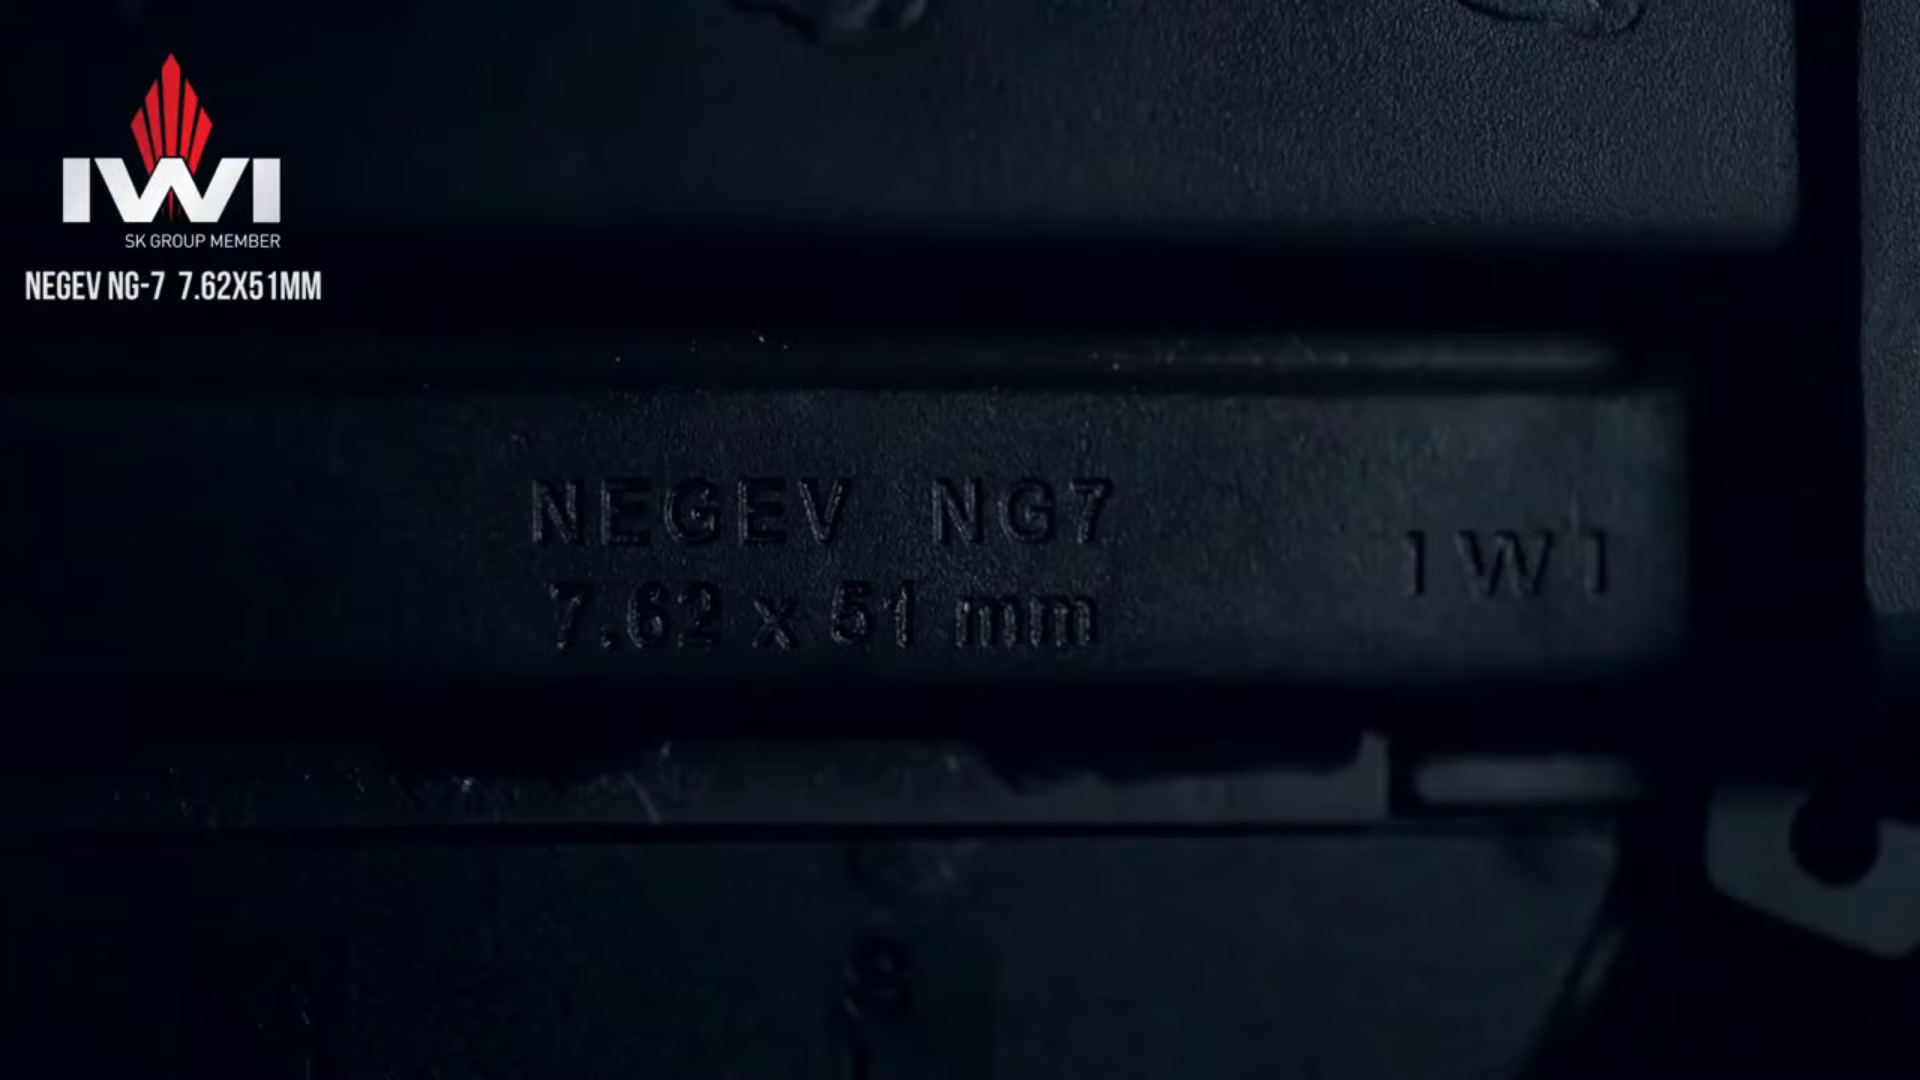 IWI
SK GROUP MEMBER
NEGEV NG-7 7.62X51MM
NEGEV NG7
7.62 x 51 mm
IWI
S